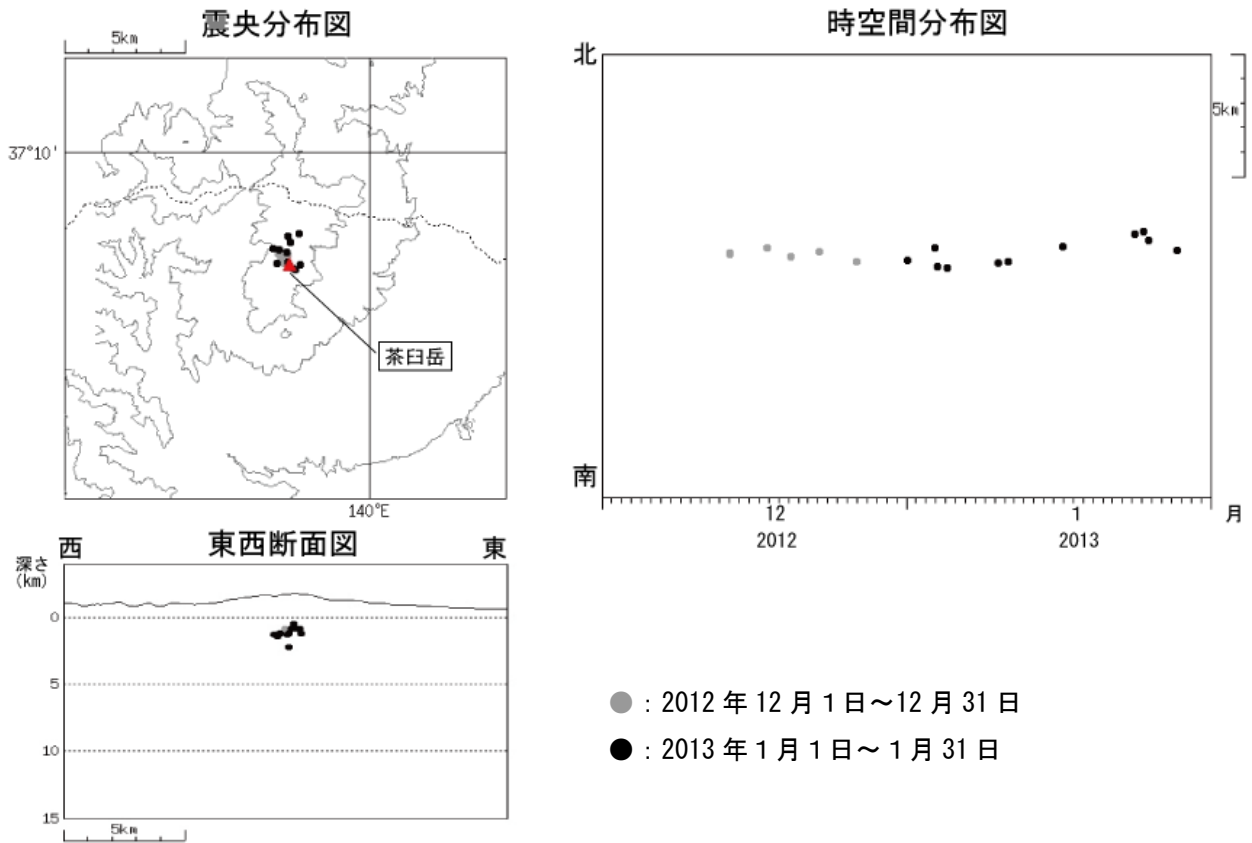 震央分布図
5km
37°10'
140°E
茶臼岳
時空間分布図
北
5km
南
12
1
月
2012
2013
東西断面図
西
東
深さ
(km)
0
5
10
15
5km
：2012 年 12 月 1 日～12 月 31 日
：2013 年 1 月 1 日～ 1 月 31 日